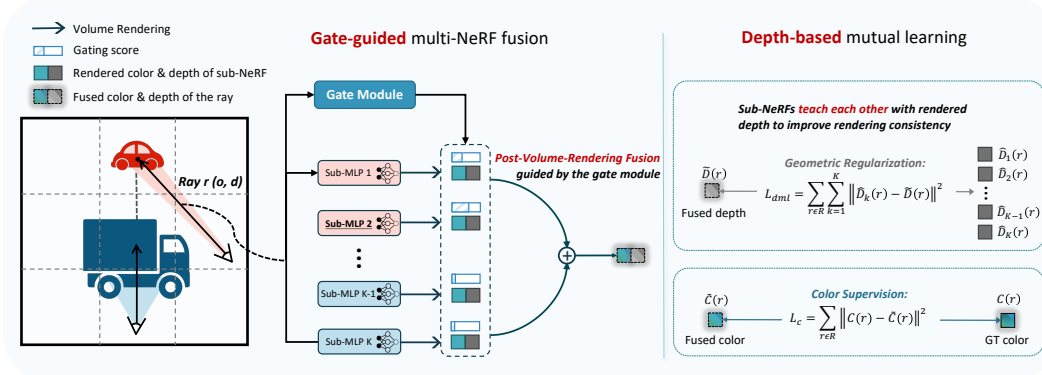 Volume Rendering
Gating score
Rendered color & depth of sub-NeRF
Fused color & depth of the ray
Ray r (o, d)
Gate-guided multi-NeRF fusion
Gate Module
Sub-MLP 1
Sub-MLP 2
Sub-MLP K-1
Sub-MLP K
Post-Volume-Rendering Fusion
guided by the gate module
Depth-based mutual learning
Sub-NeRFs teach each other with rendered
depth to improve rendering consistency
Geometric Regularization:
D̃(r)
Fused depth
L_{dml} = ∑_{r∈R} ∑_{k=1}^{K} ‖D̂_k(r) − D̃(r)‖²
D̂_1(r)
D̂_2(r)
D̂_{K−1}(r)
D̂_K(r)
Color Supervision:
C̃(r)
Fused color
L_c = ∑_{r∈R} ‖C(r) − C̃(r)‖²
C(r)
GT color